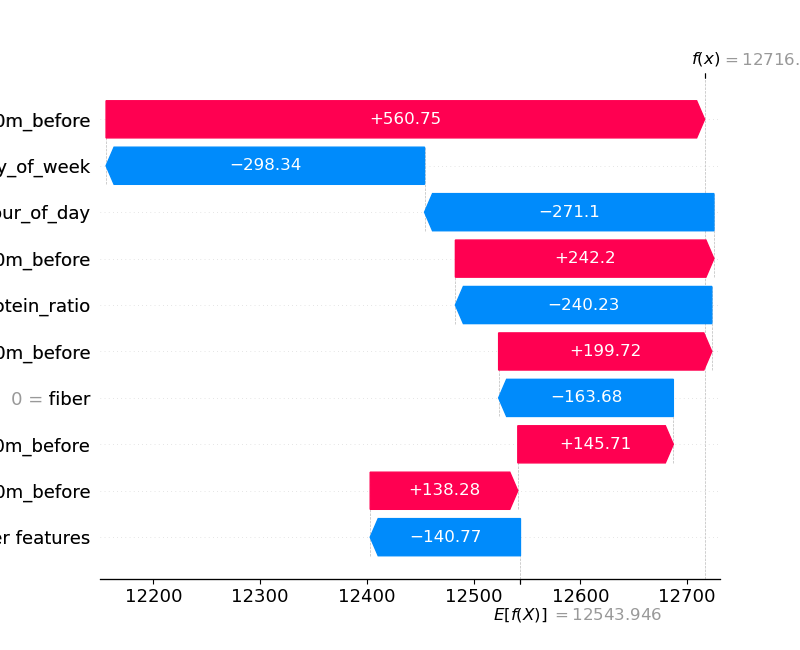 f(x) = 12716.
0m_before +560.75
y_of_week −298.34
our_of_day −271.1
0m_before +242.2
otein_ratio −240.23
0m_before +199.72
0 = fiber −163.68
0m_before +145.71
0m_before +138.28
er features −140.77
12200 12300 12400 12500 12600 12700
E[f(X)] = 12543.946